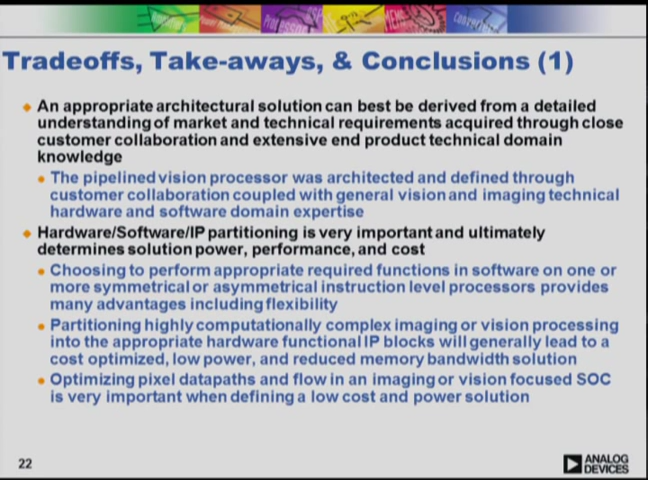 Tradeoffs, Take-aways, & Conclusions (1)
An appropriate architectural solution can best be derived from a detailed
understanding of market and technical requirements acquired through close
customer collaboration and extensive end product technical domain
knowledge
The pipelined vision processor was architected and defined through
customer collaboration coupled with general vision and imaging technical
hardware and software domain expertise
Hardware/Software/IP partitioning is very important and ultimately
determines solution power, performance, and cost
Choosing to perform appropriate required functions in software on one or
more symmetrical or asymmetrical instruction level processors provides
many advantages including flexibility
Partitioning highly computationally complex imaging or vision processing
into the appropriate hardware functional IP blocks will generally lead to a
cost optimized, low power, and reduced memory bandwidth solution
Optimizing pixel datapaths and flow in an imaging or vision focused SOC
is very important when defining a low cost and power solution
22
ANALOG
DEVICES